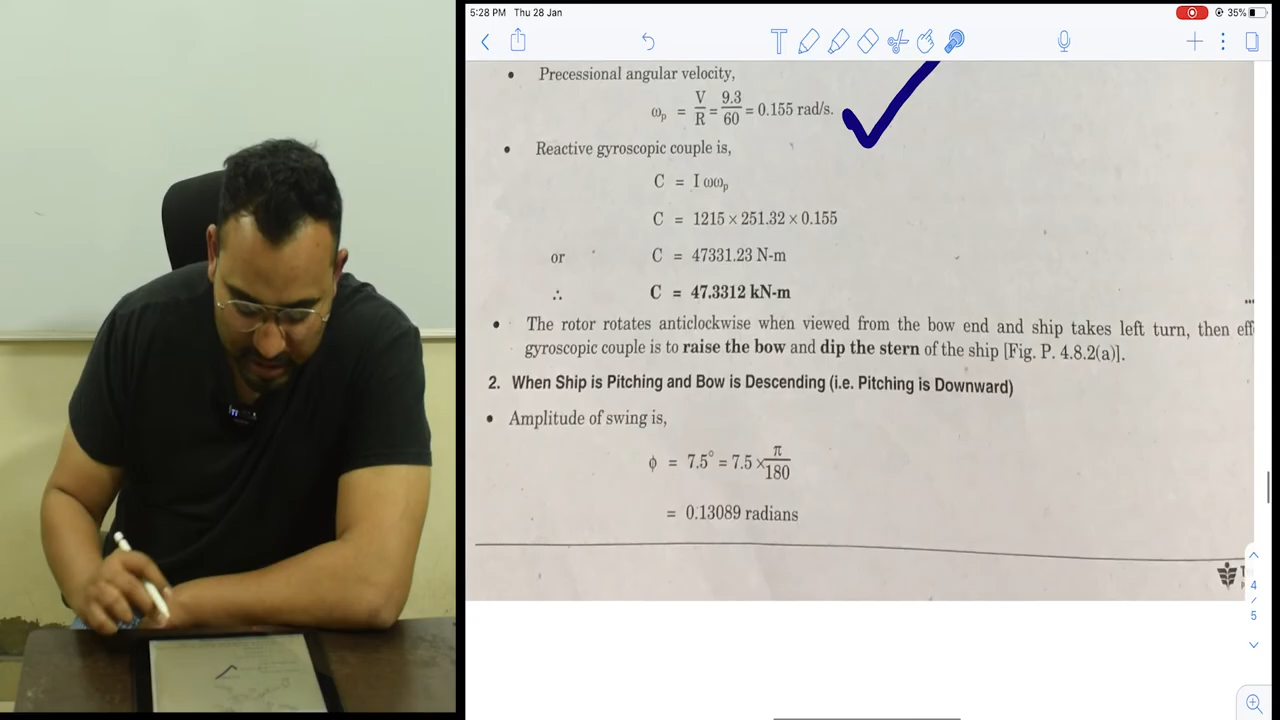 5:28 PM Thu 28 Jan
35%
• Precessional angular velocity,
ωp = V/R = 9.3/60 = 0.155 rad/s.
• Reactive gyroscopic couple is,
C = I ωωp
C = 1215 × 251.32 × 0.155
or C = 47331.23 N-m
∴ C = 47.3312 kN-m
• The rotor rotates anticlockwise when viewed from the bow end and ship takes left turn, then eff
gyroscopic couple is to raise the bow and dip the stern of the ship [Fig. P. 4.8.2(a)].
2. When Ship is Pitching and Bow is Descending (i.e. Pitching is Downward)
• Amplitude of swing is,
ϕ = 7.5° = 7.5 × π/180
= 0.13089 radians
4
/
5